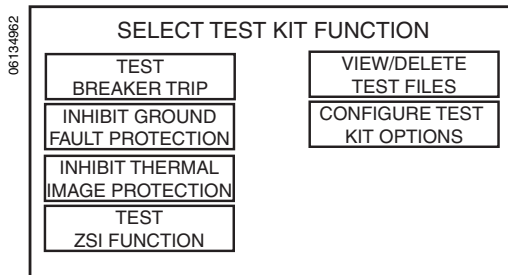 06134962
SELECT TEST KIT FUNCTION
TEST
BREAKER TRIP
INHIBIT GROUND
FAULT PROTECTION
INHIBIT THERMAL
IMAGE PROTECTION
TEST
ZSI FUNCTION
VIEW/DELETE
TEST FILES
CONFIGURE TEST
KIT OPTIONS